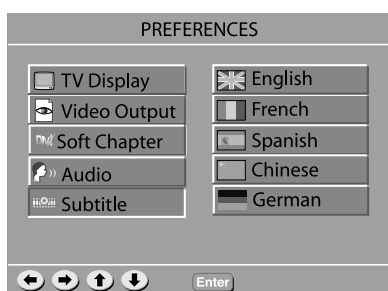 PREFERENCES
TV Display
Video Output
Soft Chapter
Audio
Subtitle
English
French
Spanish
Chinese
German
Enter